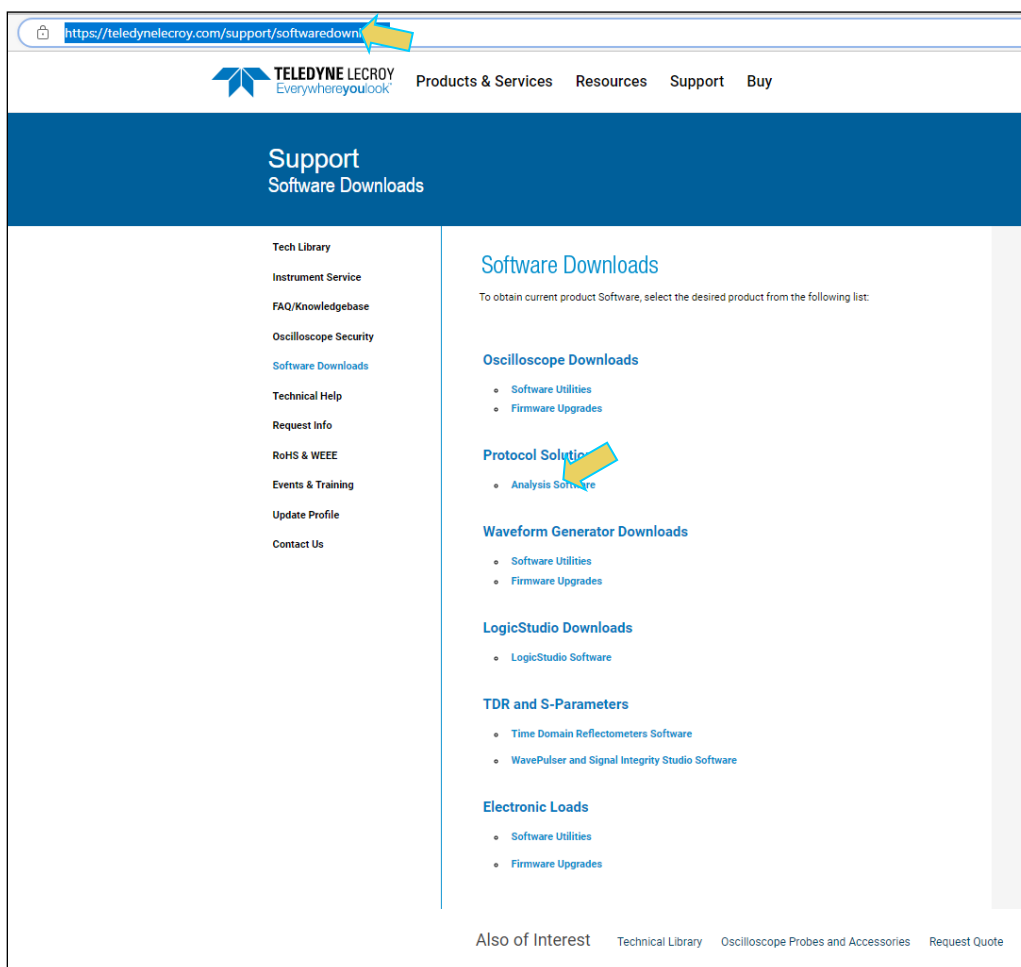 https://teledynelecroy.com/support/softwaredown
TELEDYNE LECROY
Everywhereyoulook
Products & Services Resources Support Buy
Support
Software Downloads
Tech Library
Instrument Service
FAQ/Knowledgebase
Oscilloscope Security
Software Downloads
Technical Help
Request Info
RoHS & WEEE
Events & Training
Update Profile
Contact Us
Software Downloads
To obtain current product Software, select the desired product from the following list:
Oscilloscope Downloads
Software Utilities
Firmware Upgrades
Protocol Solution
Analysis Software
Waveform Generator Downloads
Software Utilities
Firmware Upgrades
LogicStudio Downloads
LogicStudio Software
TDR and S-Parameters
Time Domain Reflectometers Software
WavePulser and Signal Integrity Studio Software
Electronic Loads
Software Utilities
Firmware Upgrades
Also of Interest Technical Library Oscilloscope Probes and Accessories Request Quote